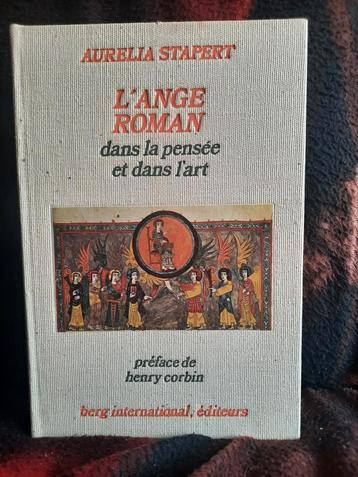 AURELIA STAPERT
L'ANGE
ROMAN
dans la pensée
et dans l'art
préface de
henry corbin
berg international, éditeurs